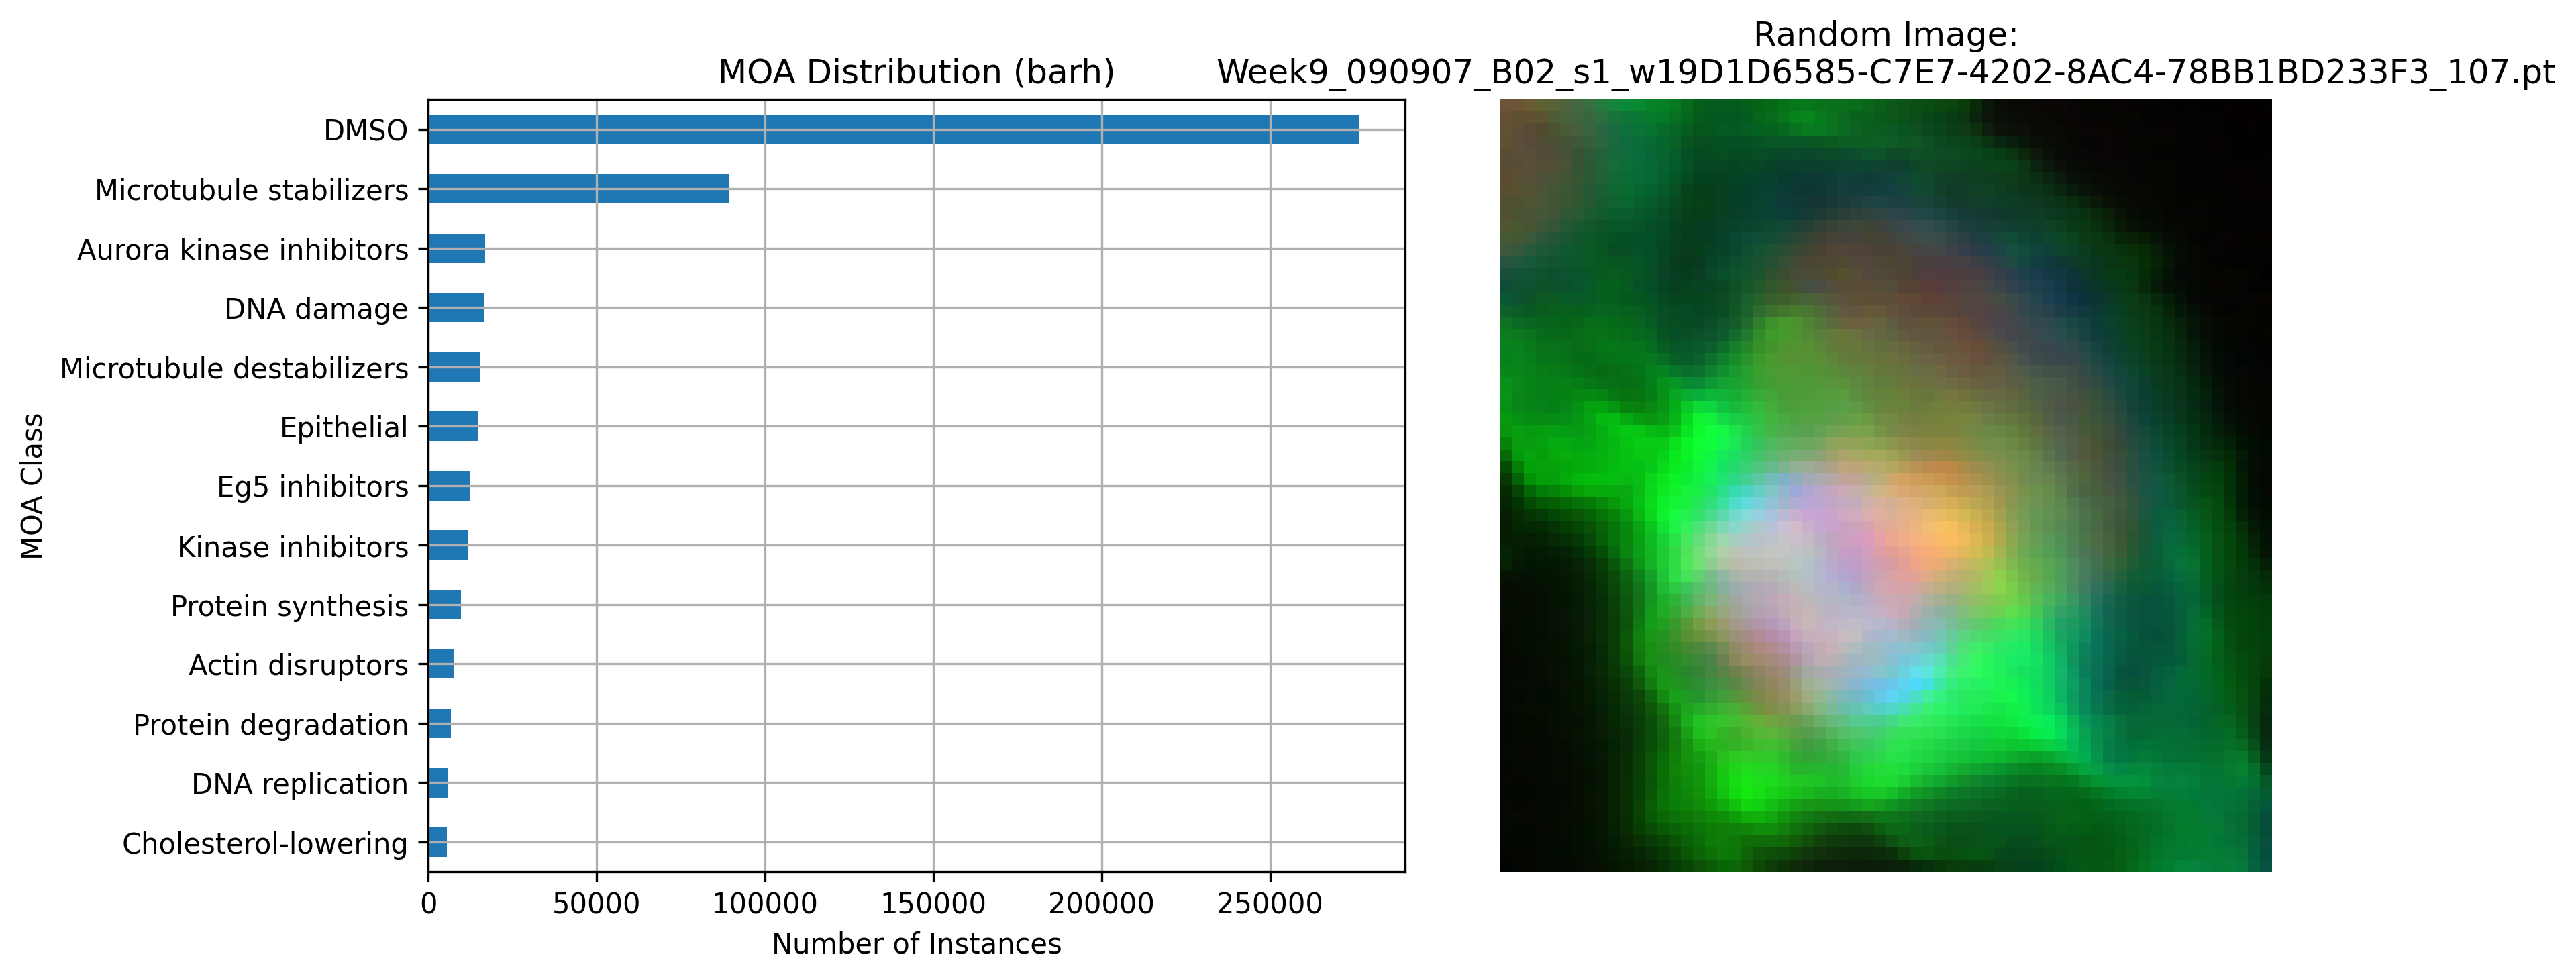 MOA Distribution (barh)
MOA Class
DMSO
Microtubule stabilizers
Aurora kinase inhibitors
DNA damage
Microtubule destabilizers
Epithelial
Eg5 inhibitors
Kinase inhibitors
Protein synthesis
Actin disruptors
Protein degradation
DNA replication
Cholesterol-lowering
0 50000 100000 150000 200000 250000
Number of Instances
Random Image:
Week9_090907_B02_s1_w19D1D6585-C7E7-4202-8AC4-78BB1BD233F3_107.pt